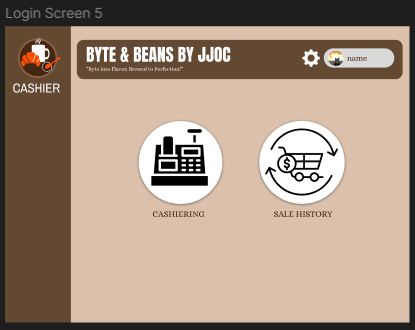 Login Screen 5
BYTE & BEANS BY JJOC
"Byte into Flavor, Brewed to Perfection!"
name
CASHIER
CASHIERING
SALE HISTORY